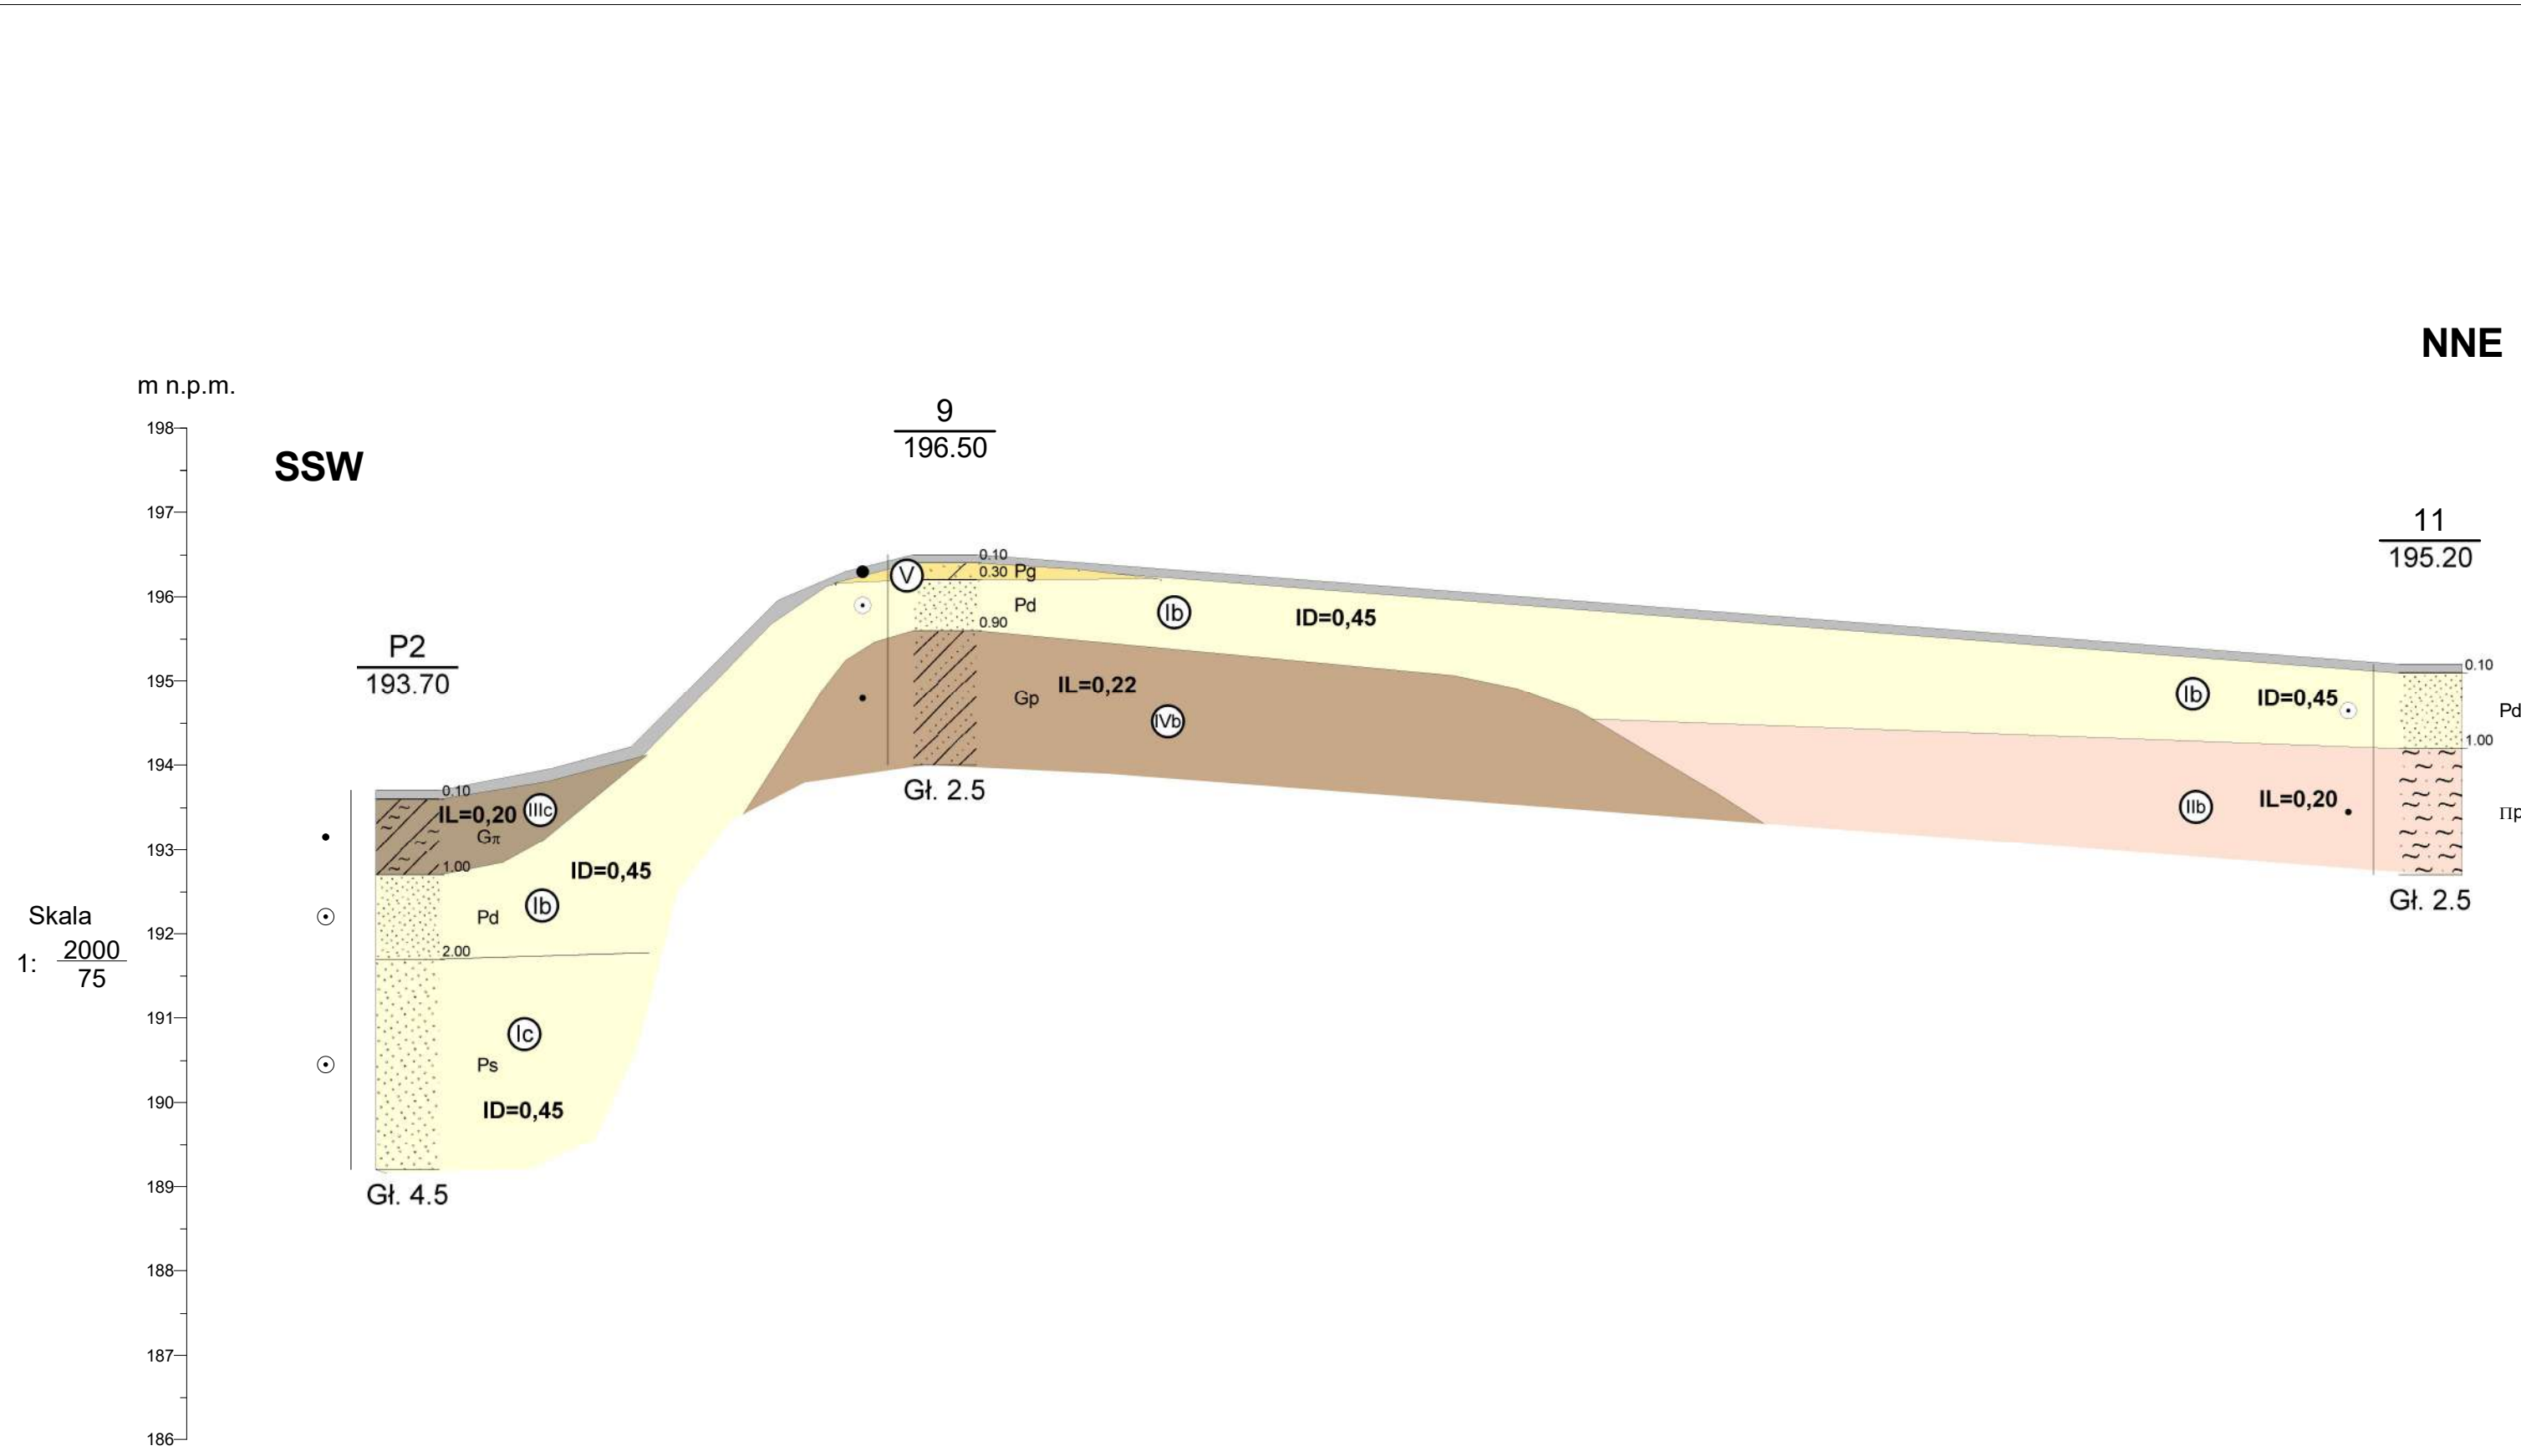 NNE
m n.p.m.
198
SSW
9
196.50
197
11
195.20
0.10
0.30 Pg
V
196
Pd
Ib
ID=0,45
0.90
P2
193.70
195
Gp
IL=0,22
IVb
0.10
Ib
ID=0,45
Pd
1.00
194
Gł. 2.5
0.10
IL=0,20
IIIc
Gπ
IIb
IL=0,20
Πp
193
1.00
ID=0,45
Gł. 2.5
Skala
1: 2000
75
Pd
Ib
192
2.00
191
Ic
Ps
190
ID=0,45
189
Gł. 4.5
188
187
186